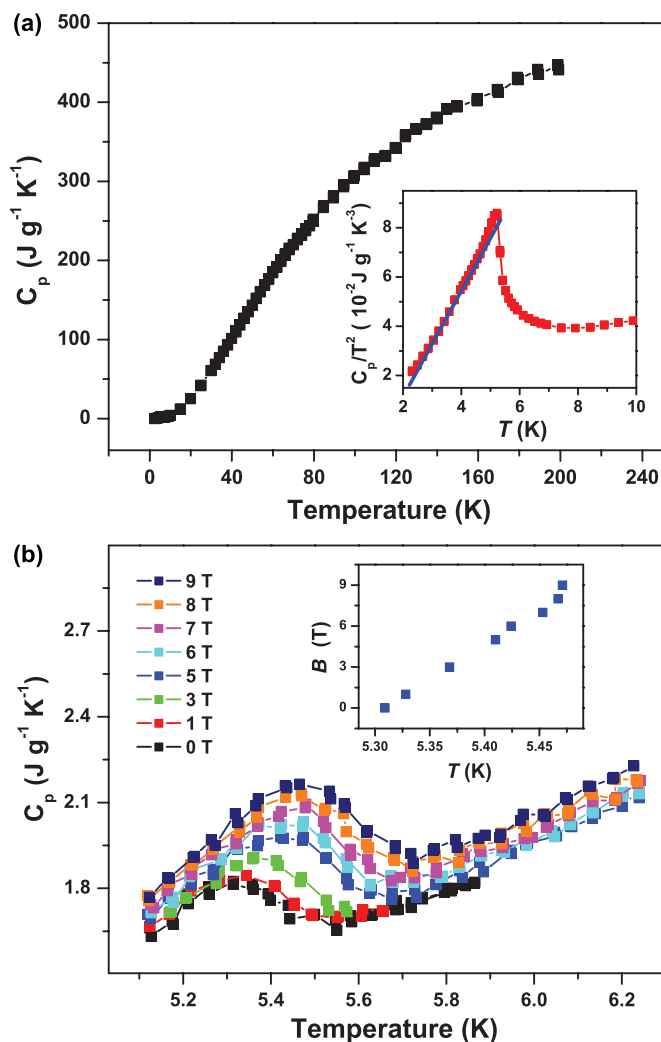 (a)
500
400
300
200
100
0
C_p (J g⁻¹ K⁻¹)
0 40 80 120 160 200 240
Temperature (K)
8
6
4
2
C_p/T² ( 10⁻² J g⁻¹ K⁻³)
2 4 6 8 10
T (K)
(b)
2.7
2.4
2.1
1.8
C_p (J g⁻¹ K⁻¹)
9 T
8 T
7 T
6 T
5 T
3 T
1 T
0 T
9
6
3
0
B (T)
5.30 5.35 5.40 5.45
T (K)
5.2 5.4 5.6 5.8 6.0 6.2
Temperature (K)